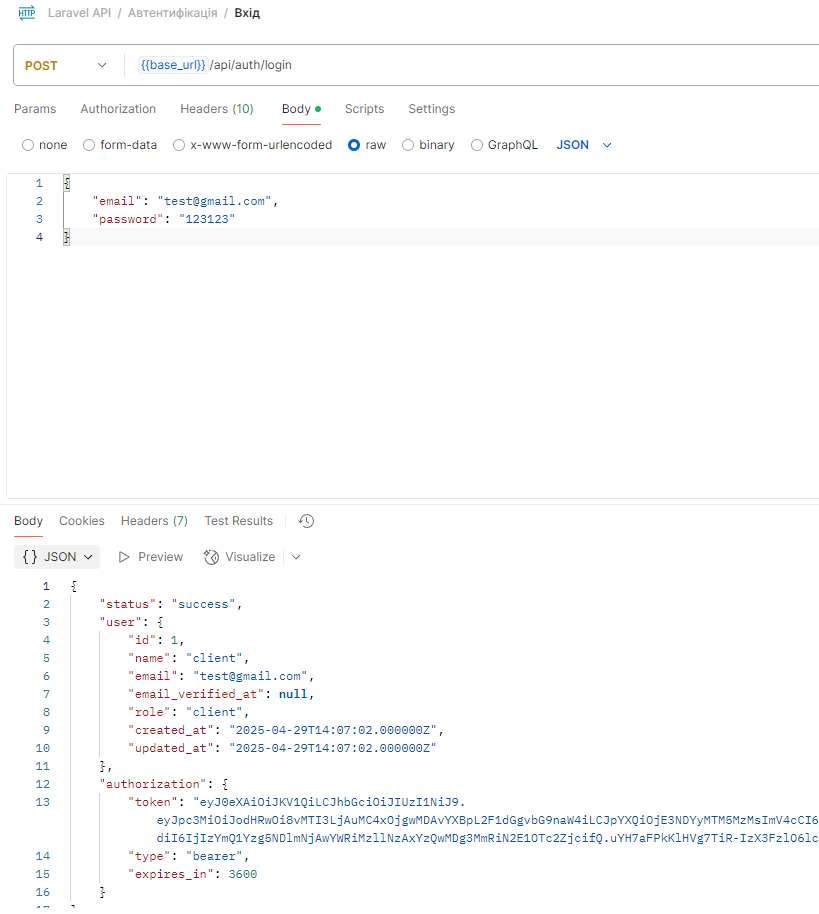 HTTP Laravel API / Автентифікація / Вхід
POST {{base_url}} /api/auth/login
Params Authorization Headers (10) Body Scripts Settings
none form-data x-www-form-urlencoded raw binary GraphQL JSON
1 {
2 "email": "test@gmail.com",
3 "password": "123123"
4 }
Body Cookies Headers (7) Test Results
{} JSON Preview Visualize
1 {
2 "status": "success",
3 "user": {
4 "id": 1,
5 "name": "client",
6 "email": "test@gmail.com",
7 "email_verified_at": null,
8 "role": "client",
9 "created_at": "2025-04-29T14:07:02.000000Z",
10 "updated_at": "2025-04-29T14:07:02.000000Z"
11 },
12 "authorization": {
13 "token": "eyJ0eXAiOiJKV1QiLCJhbGciOiJIUzI1NiJ9.
eyJpc3MiOiJodHRwOi8vMTI3LjAuMC4xOjgwMDAvYXBpL2F1dGgvbG9naW4iLCJpYXQiOjE3NDYyMTM5MzMsImV4cCI6
diI6IjIzYmQ1Yzg5NDlmNjAwYWRiMzllNzAxYzQwMDg3MmRiN2E1OTc2ZjcifQ.uYH7aFPkKlHVg7TiR-IzX3FzlO6lc
14 "type": "bearer",
15 "expires_in": 3600
16 }